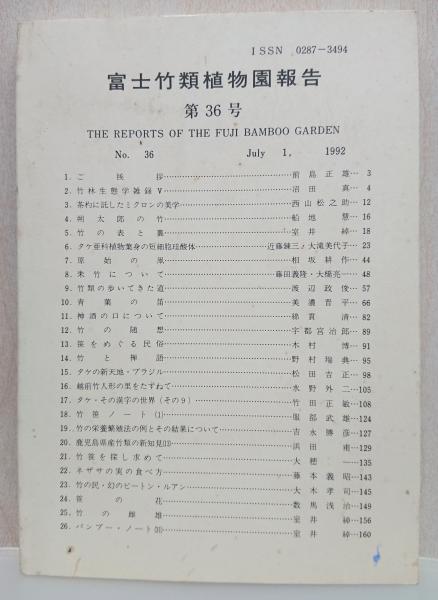 ISSN 0287-3494
富士竹類植物園報告
第36号
THE REPORTS OF THE FUJI BAMBOO GARDEN
No. 36 July 1, 1992
1. ご挨拶……前島正雄…3
2. 竹林生態学雑録V……沼田真…4
3. 茶杓に託したミクロンの美学……西山松之助…12
4. 朔太郎の竹……船地慧…16
5. 竹の表と裏……室井綽…18
6. タケ亜科植物葉身の短細胞珪酸体……近藤錬三・大滝美代子…23
7. 原始の風……相坂耕作…44
8. 朱竹について……藤田義隆・大橋亮…48
9. 竹類の歩いてきた道……渡辺政俊…57
10. 青葉の笛……美濃晋平…66
11. 神酒の口について……綿貫清…82
12. 竹の随想……宇都宮治郎…89
13. 笹をめぐる民俗……木村博…91
14. 竹と禅語……野村瑞典…95
15. タケの新天地・ブラジル……松田吉正…98
16. 越前竹人形の里をたずねて……水野外二…105
17. タケ・その漢字の世界（その9）……竹田正敏…108
18. 竹笹ノート(1)……服部武雄…124
19. 竹の栄養繁殖法の例とその結果について……吉永勝彦…127
20. 鹿児島県産竹類の新知見……浜田甫…129
21. 竹笹を探し求めて……大穂一…135
22. ネザサの実の食べ方……藤本義昭…143
23. 竹の民・幻のビートン・ルアン……大木孝司…145
24. 笹の花……数馬浅治…149
25. 竹の雌雄……室井綽…156
26. バンブー・ノート……室井綽…160